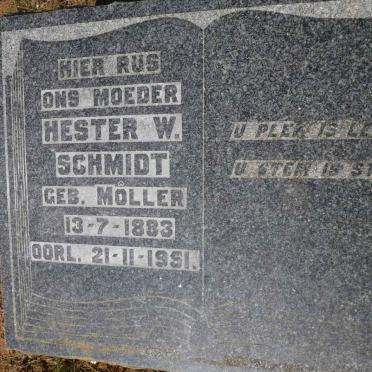 HIER RUS
ONS MOEDER
HESTER W.
SCHMIDT
GEB. MÖLLER
13-7-1883
OORL. 21-11-1951.
U PLEK IS
U STEM IS